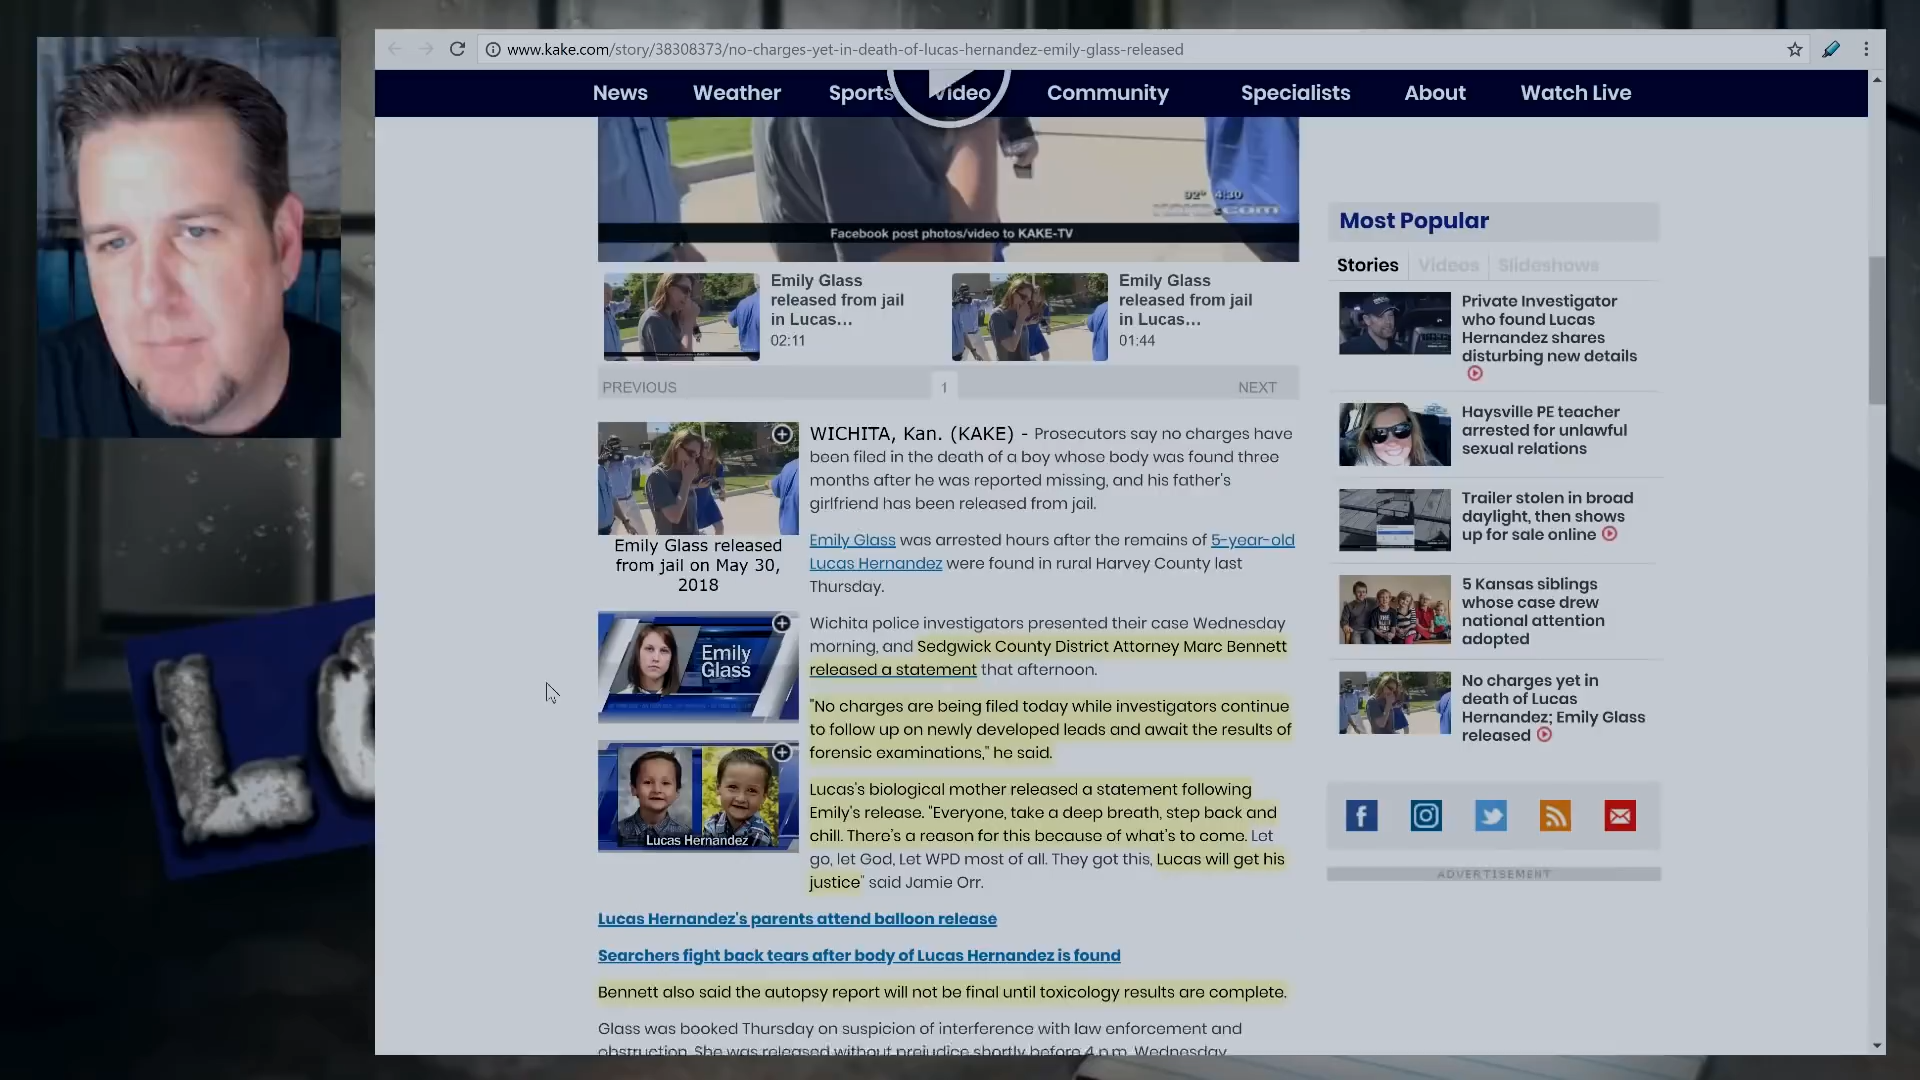 www.kake.com/story/38308373/no-charges-yet-in-death-of-lucas-hernandez-emily-glass-released
News Weather Sports Video Community Specialists About Watch Live
92° 4:30
KAKE.com
Facebook post photos/video to KAKE-TV
Emily Glass
released from jail
in Lucas...
02:11
Emily Glass
released from jail
in Lucas...
01:44
PREVIOUS 1 NEXT
Emily Glass released
from jail on May 30,
2018
Emily
Glass
Lucas Hernandez
WICHITA, Kan. (KAKE) - Prosecutors say no charges have
been filed in the death of a boy whose body was found three
months after he was reported missing, and his father's
girlfriend has been released from jail.
Emily Glass was arrested hours after the remains of 5-year-old
Lucas Hernandez were found in rural Harvey County last
Thursday.
Wichita police investigators presented their case Wednesday
morning, and Sedgwick County District Attorney Marc Bennett
released a statement that afternoon.
"No charges are being filed today while investigators continue
to follow up on newly developed leads and await the results of
forensic examinations," he said.
Lucas's biological mother released a statement following
Emily's release. "Everyone, take a deep breath, step back and
chill. There's a reason for this because of what's to come. Let
go, let God, Let WPD most of all. They got this, Lucas will get his
justice" said Jamie Orr.
Lucas Hernandez's parents attend balloon release
Searchers fight back tears after body of Lucas Hernandez is found
Bennett also said the autopsy report will not be final until toxicology results are complete.
Glass was booked Thursday on suspicion of interference with law enforcement and
obstruction. She was released without prejudice shortly before 4 p.m. Wednesday.
Most Popular
Stories Videos Slideshows
Private Investigator
who found Lucas
Hernandez shares
disturbing new details
Haysville PE teacher
arrested for unlawful
sexual relations
Trailer stolen in broad
daylight, then shows
up for sale online
5 Kansas siblings
whose case drew
national attention
adopted
No charges yet in
death of Lucas
Hernandez; Emily Glass
released
ADVERTISEMENT